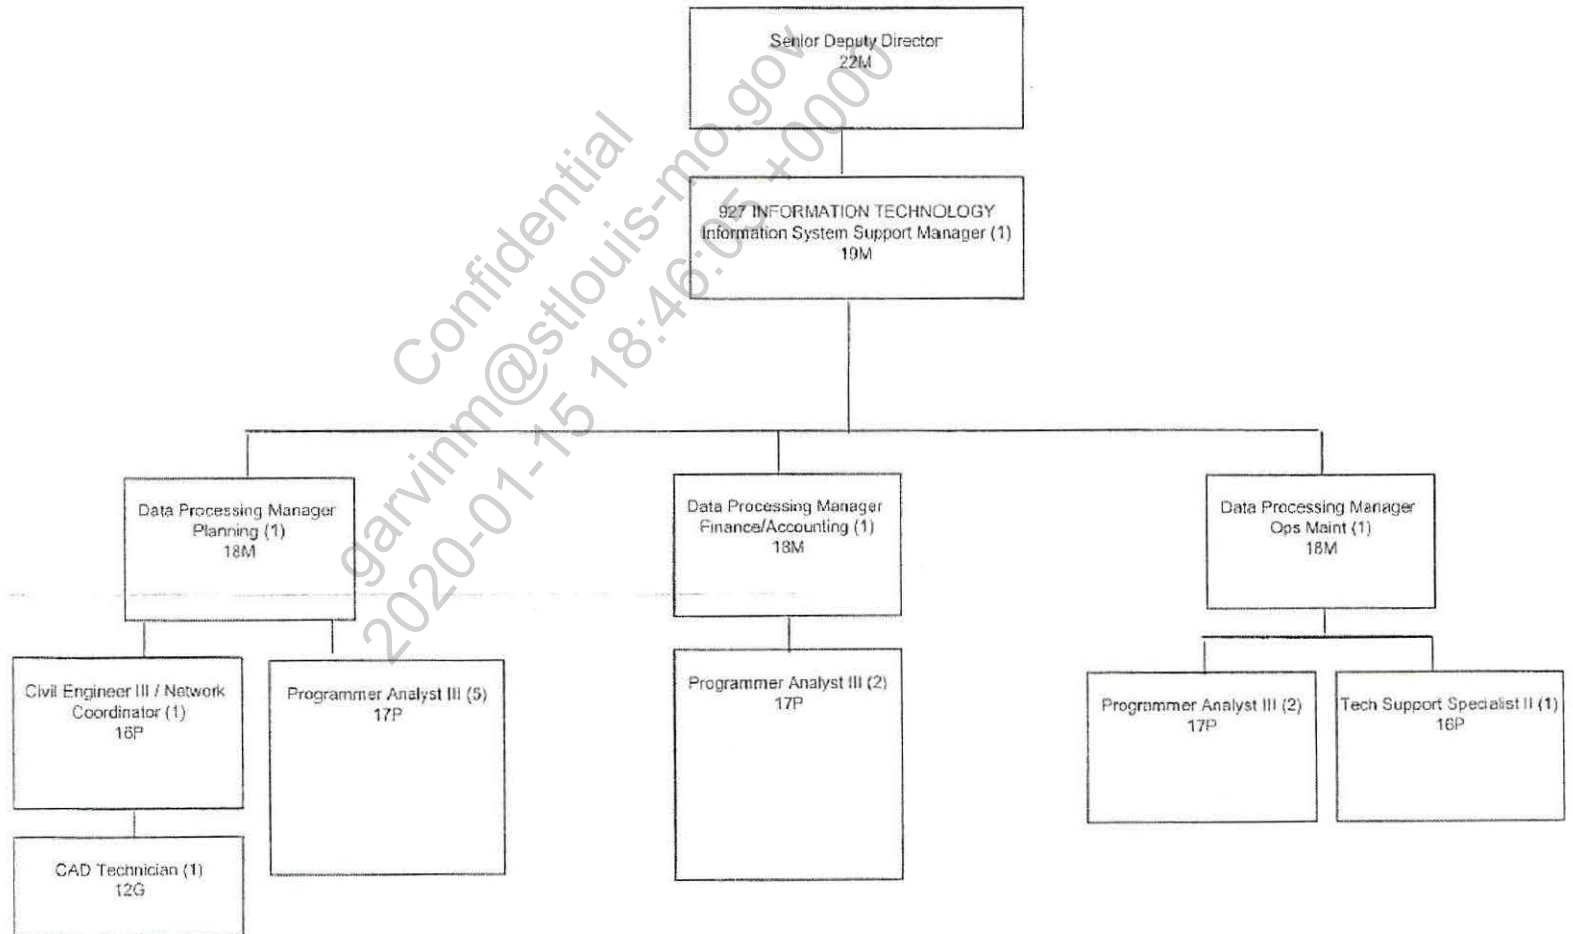 Senior Deputy Director
22M
927 INFORMATION TECHNOLOGY
Information System Support Manager (1)
19M
Confidential
garvinm@stlouis-mo.gov
2020-01-15 18:46:05 +0000
Data Processing Manager
Planning (1)
18M
Data Processing Manager
Finance/Accounting (1)
18M
Data Processing Manager
Ops Maint (1)
18M
Civil Engineer III / Network
Coordinator (1)
16P
Programmer Analyst III (5)
17P
Programmer Analyst III (2)
17P
Programmer Analyst III (2)
17P
Tech Support Specialist II (1)
16P
CAD Technician (1)
12G